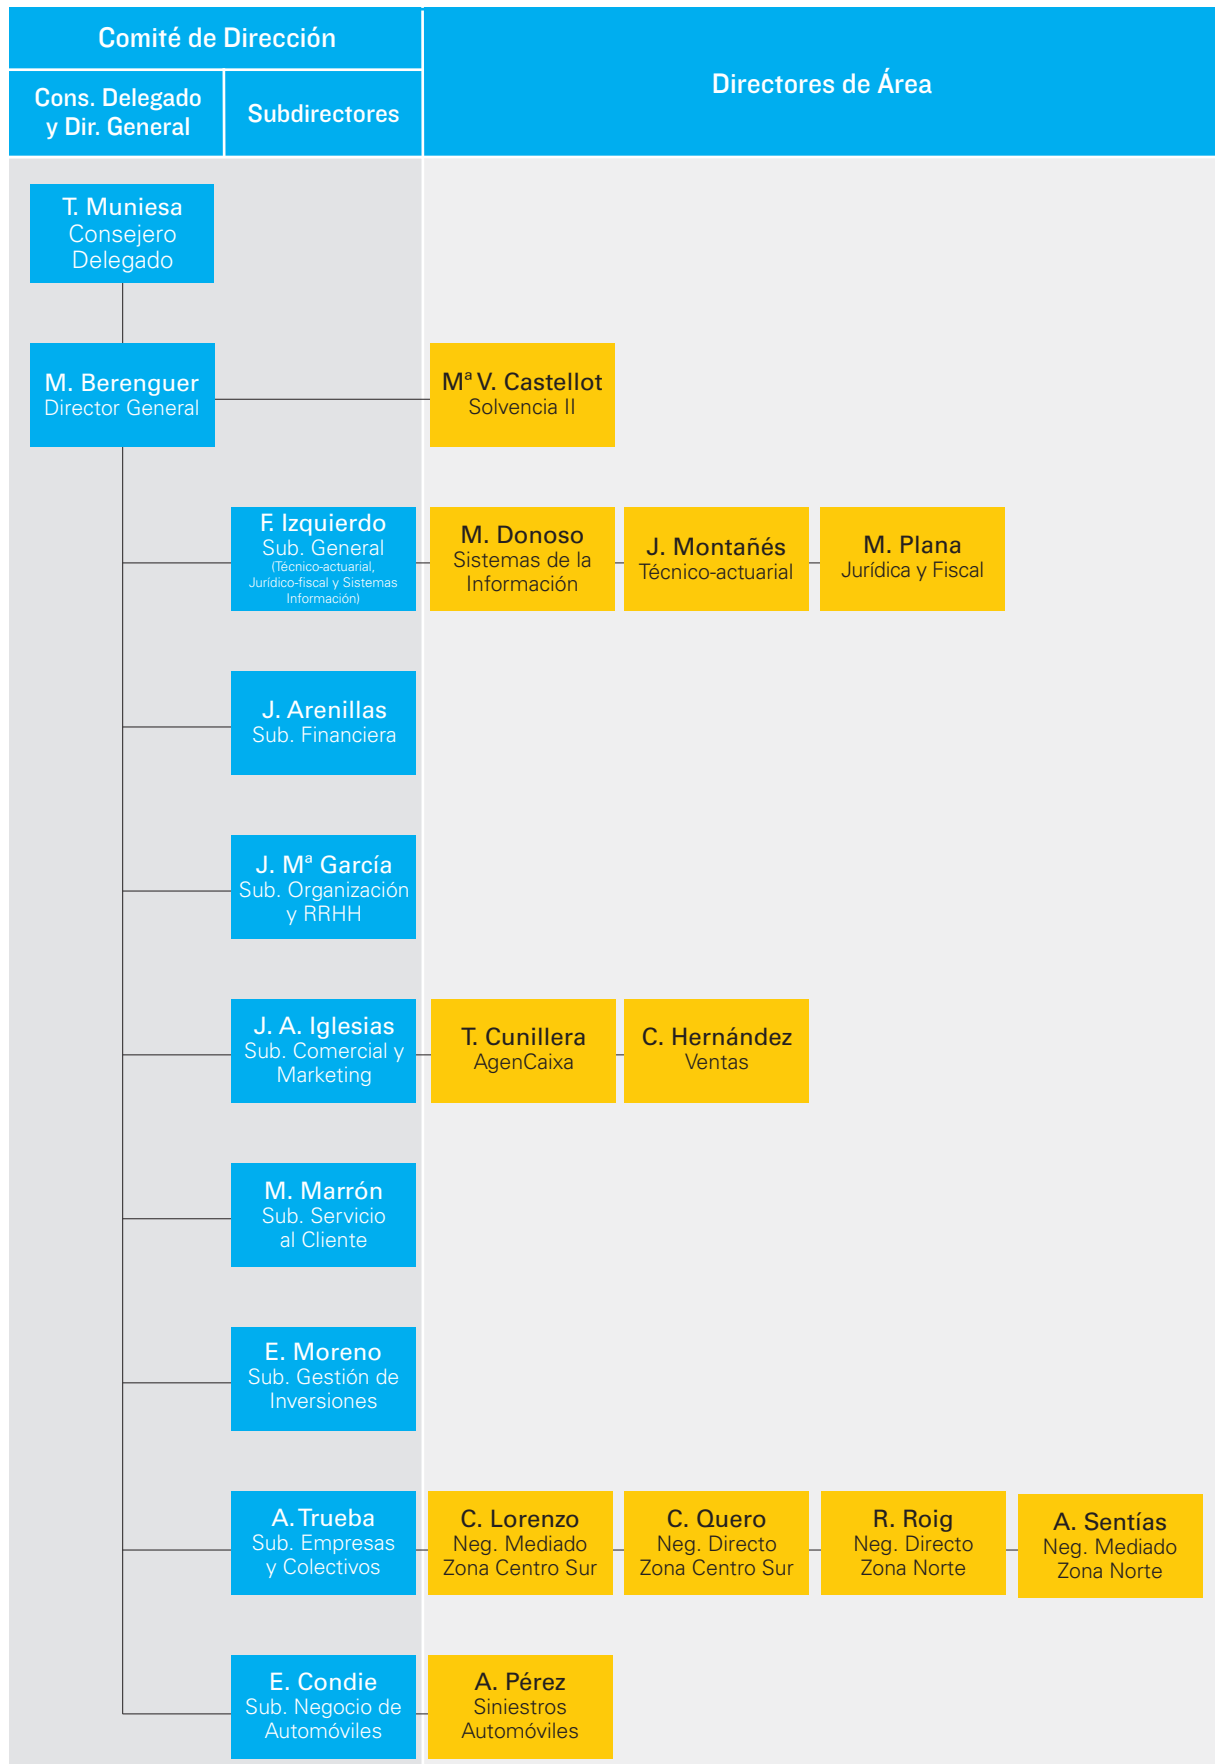 Comité de Dirección
Directores de Área
Cons. Delegado
y Dir. General
Subdirectores
T. Muniesa
Consejero
Delegado
M. Berenguer
Director General
Mª V. Castellot
Solvencia II
F. Izquierdo
Sub. General
(Técnico-actuarial,
Jurídico-fiscal y Sistemas
Información)
M. Donoso
Sistemas de la
Información
J. Montañés
Técnico-actuarial
M. Plana
Jurídica y Fiscal
J. Arenillas
Sub. Financiera
J. Mª García
Sub. Organización
y RRHH
J. A. Iglesias
Sub. Comercial y
Marketing
T. Cunillera
AgenCaixa
C. Hernández
Ventas
M. Marrón
Sub. Servicio
al Cliente
E. Moreno
Sub. Gestión de
Inversiones
A. Trueba
Sub. Empresas
y Colectivos
C. Lorenzo
Neg. Mediado
Zona Centro Sur
C. Quero
Neg. Directo
Zona Centro Sur
R. Roig
Neg. Directo
Zona Norte
A. Sentías
Neg. Mediado
Zona Norte
E. Condie
Sub. Negocio de
Automóviles
A. Pérez
Siniestros
Automóviles